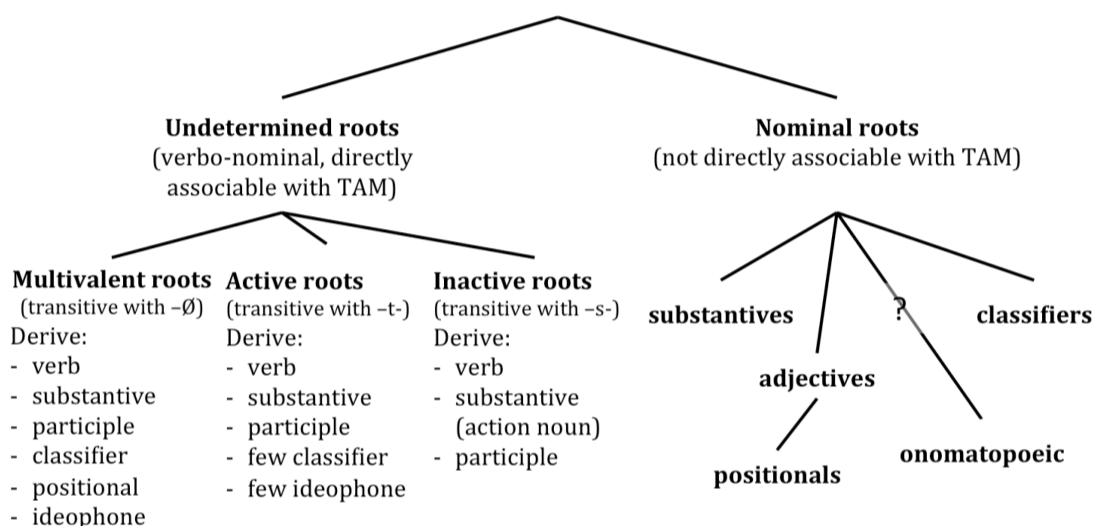 Undetermined roots
(verbo-nominal, directly
associable with TAM)
Nominal roots
(not directly associable with TAM)
Multivalent roots
(transitive with –Ø)
Derive:
- verb
- substantive
- participle
- classifier
- positional
- ideophone
Active roots
(transitive with –t-)
Derive:
- verb
- substantive
- participle
- few classifier
- few ideophone
Inactive roots
(transitive with –s-)
Derive:
- verb
- substantive
(action noun)
- participle
substantives
adjectives
positionals
?
onomatopoeic
classifiers